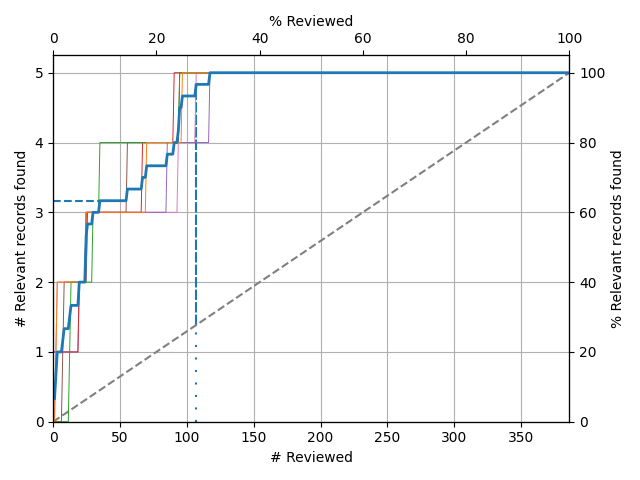 % Reviewed
0 20 40 60 80 100
# Relevant records found
5 4 3 2 1 0
100 80 60 40 20 0
% Relevant records found
0 50 100 150 200 250 300 350
# Reviewed